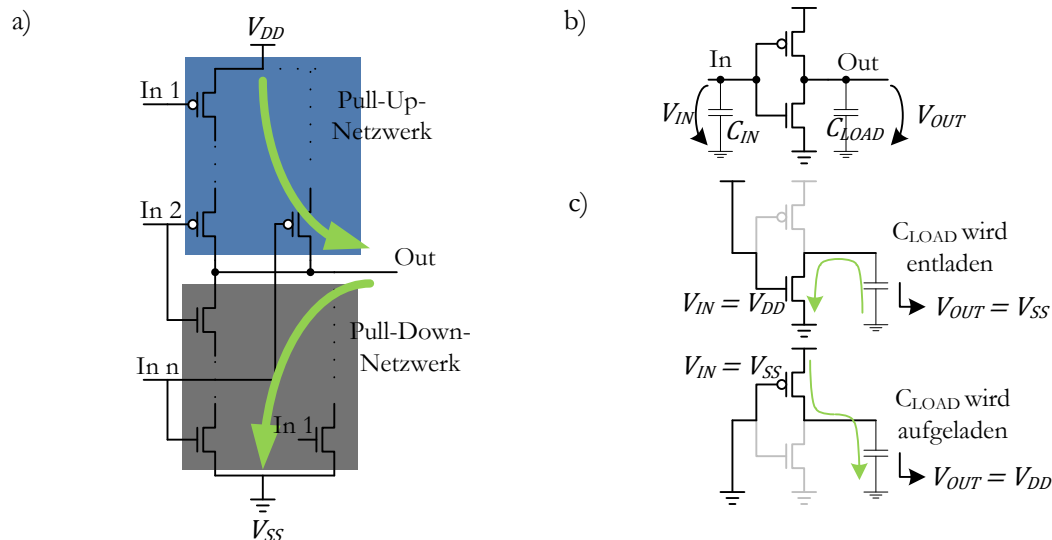 a)
V_DD
In 1
Pull-Up-
Netzwerk
In 2
Out
Pull-Down-
Netzwerk
In n
In 1
V_SS
b)
In
Out
V_IN
C_IN
C_LOAD
V_OUT
c)
C_LOAD wird
entladen
V_IN = V_DD
V_OUT = V_SS
V_IN = V_SS
C_LOAD wird
aufgeladen
V_OUT = V_DD